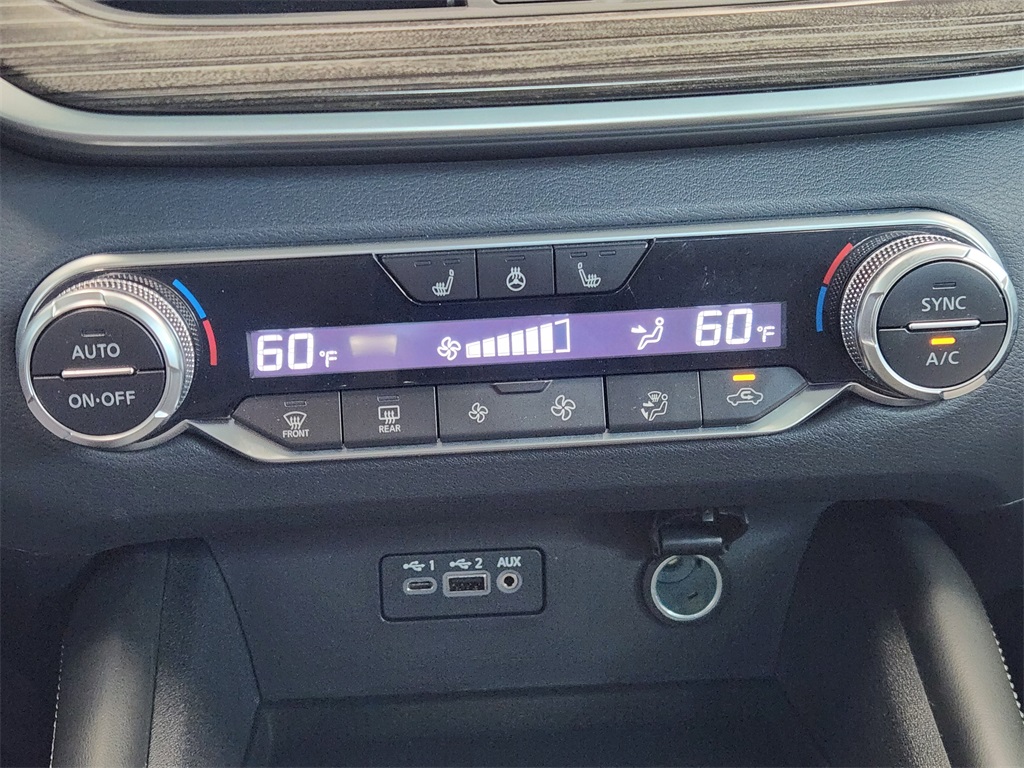 AUTO
ON·OFF
60°F
60°F
SYNC
A/C
FRONT
REAR
1
2
AUX